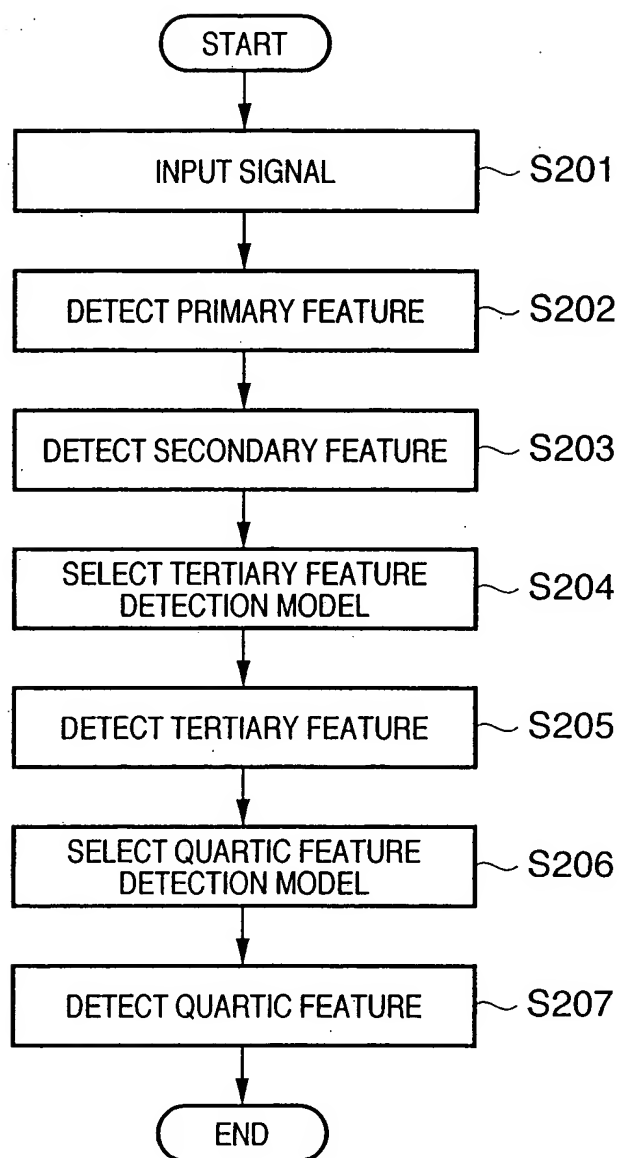 START
INPUT SIGNAL
S201
DETECT PRIMARY FEATURE
S202
DETECT SECONDARY FEATURE
S203
SELECT TERTIARY FEATURE
DETECTION MODEL
S204
DETECT TERTIARY FEATURE
S205
SELECT QUARTIC FEATURE
DETECTION MODEL
S206
DETECT QUARTIC FEATURE
S207
END